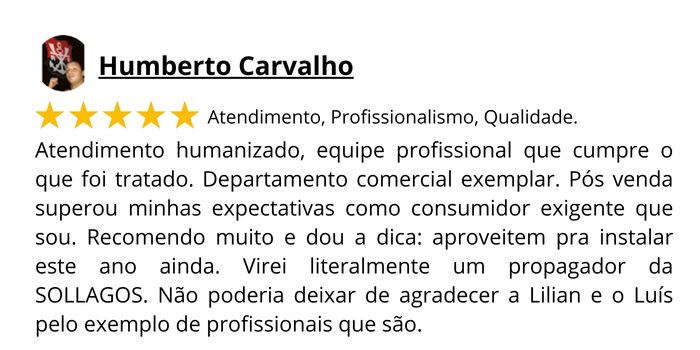 Humberto Carvalho
Atendimento, Profissionalismo, Qualidade.
Atendimento humanizado, equipe profissional que cumpre o
que foi tratado. Departamento comercial exemplar. Pós venda
superou minhas expectativas como consumidor exigente que
sou. Recomendo muito e dou a dica: aproveitem pra instalar
este ano ainda. Virei literalmente um propagador da
SOLLAGOS. Não poderia deixar de agradecer a Lilian e o Luís
pelo exemplo de profissionais que são.